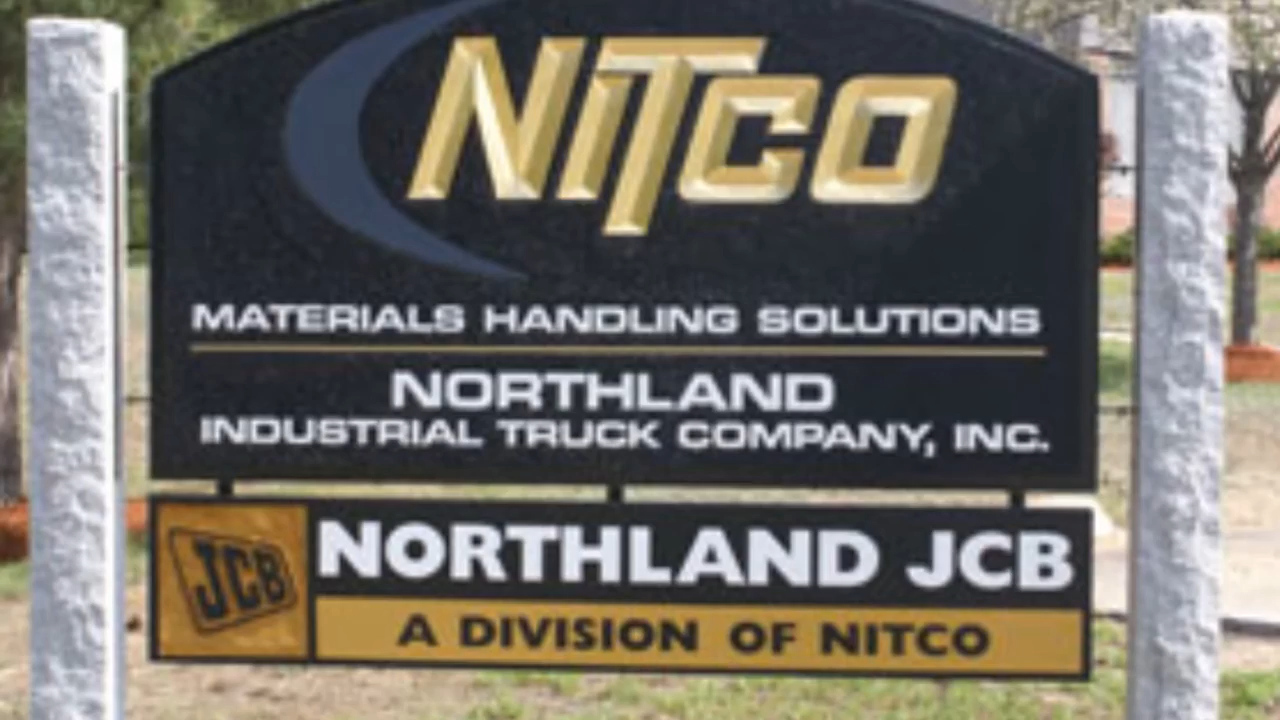 NITCO
MATERIALS HANDLING SOLUTIONS
NORTHLAND
INDUSTRIAL TRUCK COMPANY, INC.
JCB NORTHLAND JCB
A DIVISION OF NITCO